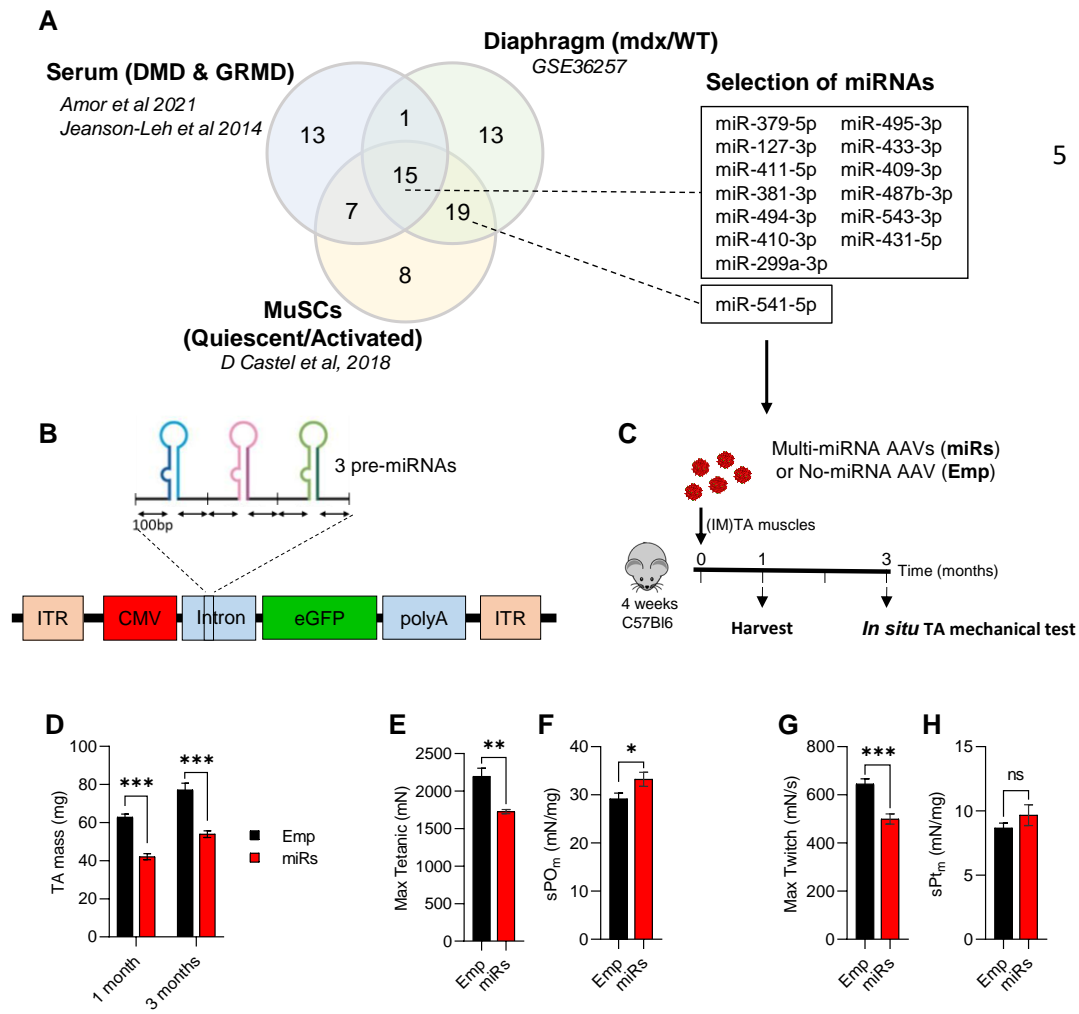 A
Serum (DMD & GRMD)
Amor et al 2021
Jeanson-Leh et al 2014
Diaphragm (mdx/WT)
GSE36257
13
1
13
15
7
19
8
MuSCs
(Quiescent/Activated)
D Castel et al, 2018
Selection of miRNAs
miR-379-5p miR-495-3p
miR-127-3p miR-433-3p
miR-411-5p miR-409-3p
miR-381-3p miR-487b-3p
miR-494-3p miR-543-3p
miR-410-3p miR-431-5p
miR-299a-3p
miR-541-5p
5
B
3 pre-miRNAs
100bp
ITR CMV Intron eGFP polyA ITR
C
Multi-miRNA AAVs (miRs)
or No-miRNA AAV (Emp)
(IM)TA muscles
0 1 3 Time (months)
4 weeks
C57Bl6
Harvest
In situ TA mechanical test
D
TA mass (mg)
100
80
60
40
20
0
***
***
1 month
3 months
Emp
miRs
E
Max Tetanic (mN)
2500
2000
1500
1000
500
0
**
Emp
miRs
F
sPOm (mN/mg)
40
30
20
10
0
*
Emp
miRs
G
Max Twitch (mN/s)
800
600
400
200
0
***
Emp
miRs
H
sPtm (mN/mg)
15
10
5
0
ns
Emp
miRs